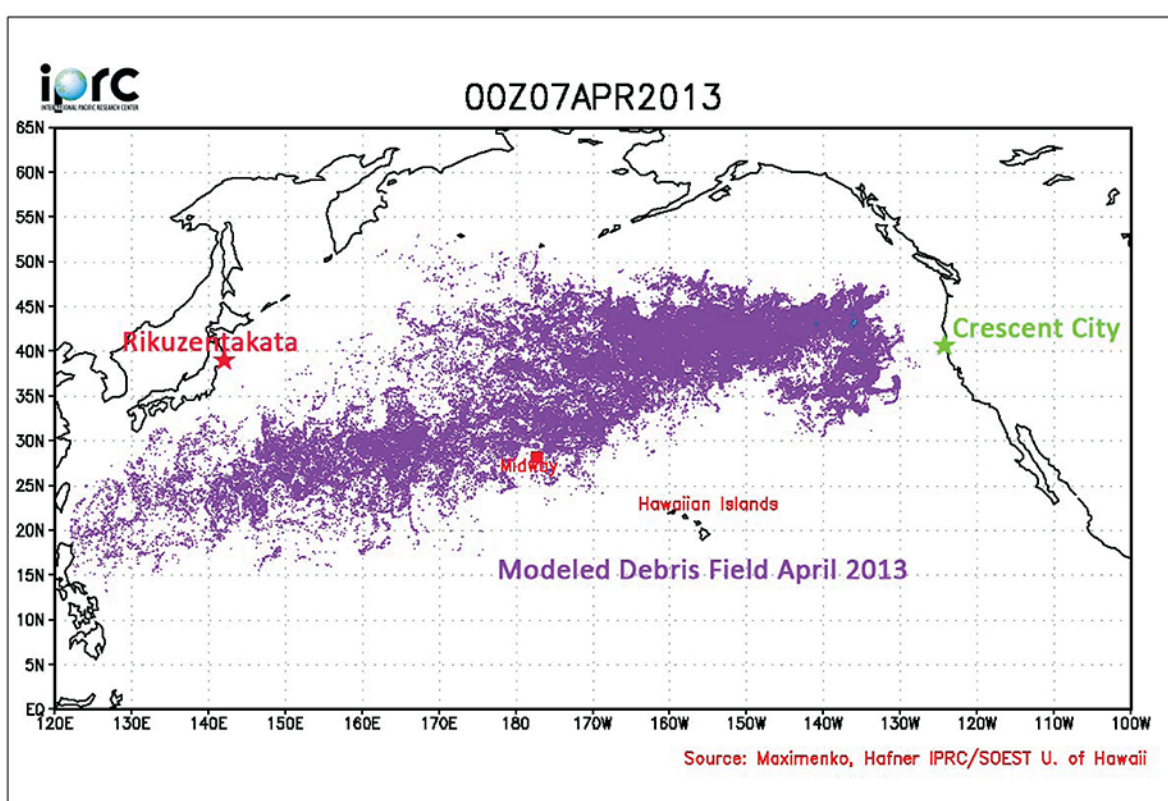 iprc
INTERNATIONAL PACIFIC RESEARCH CENTER
00Z07APR2013
65N
60N
55N
50N
45N
40N
35N
30N
25N
20N
15N
10N
5N
EQ
Rikuzentakata
Crescent City
Midway
Hawaiian Islands
Modeled Debris Field April 2013
120E 130E 140E 150E 160E 170E 180 170W 160W 150W 140W 130W 120W 110W 100W
Source: Maximenko, Hafner IPRC/SOEST U. of Hawaii